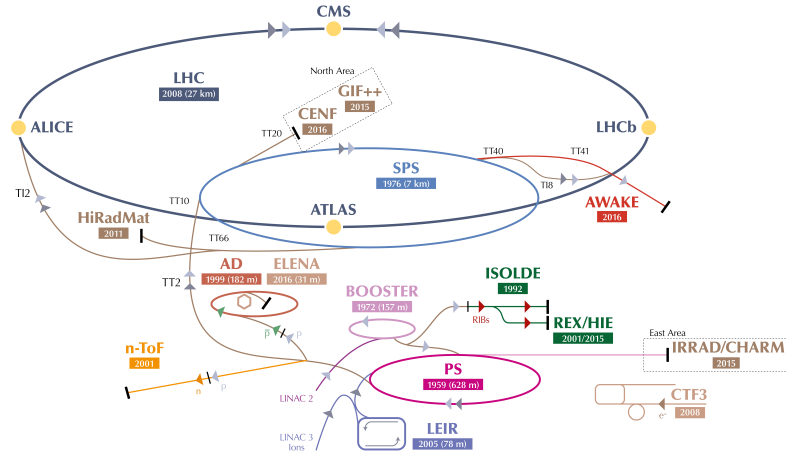 CMS
LHC
2008 (27 km)
North Area
GIF++
2015
CENF
2016
TT20
ALICE
LHCb
TT40
TT41
SPS
1976 (7 km)
TI8
TI2
TT10
AWAKE
2016
HiRadMat
2011
ATLAS
TT66
TT2
AD
1999 (182 m)
ELENA
2016 (31 m)
ISOLDE
1992
BOOSTER
1972 (157 m)
RIBs
REX/HIE
2001/2015
p̅
p
East Area
n-ToF
2001
IRRAD/CHARM
2015
PS
1959 (628 m)
n
p
LINAC 2
CTF3
2008
e-
LEIR
2005 (78 m)
LINAC 3
Ions